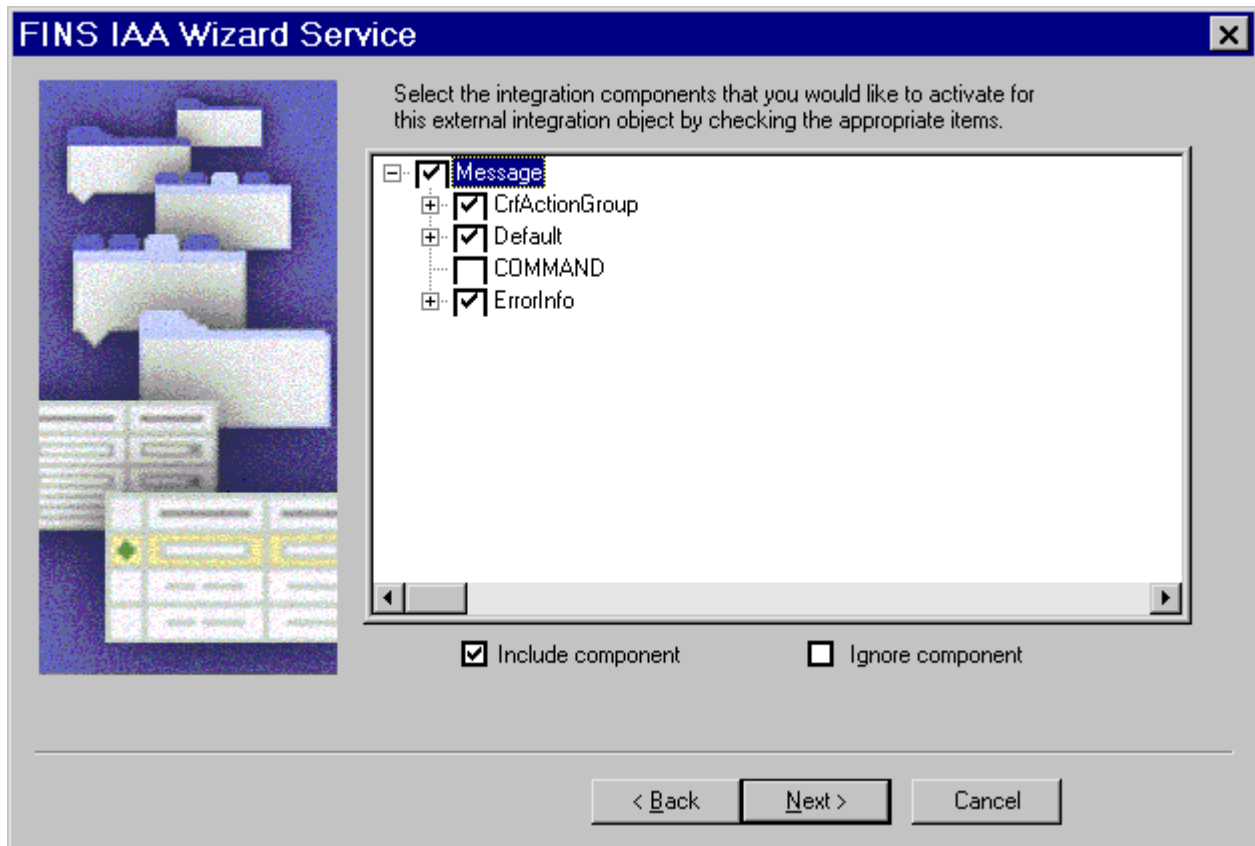 FINS IAA Wizard Service
Select the integration components that you would like to activate for
this external integration object by checking the appropriate items.
Message
CrfActionGroup
Default
COMMAND
ErrorInfo
Include component Ignore component
< Back Next > Cancel